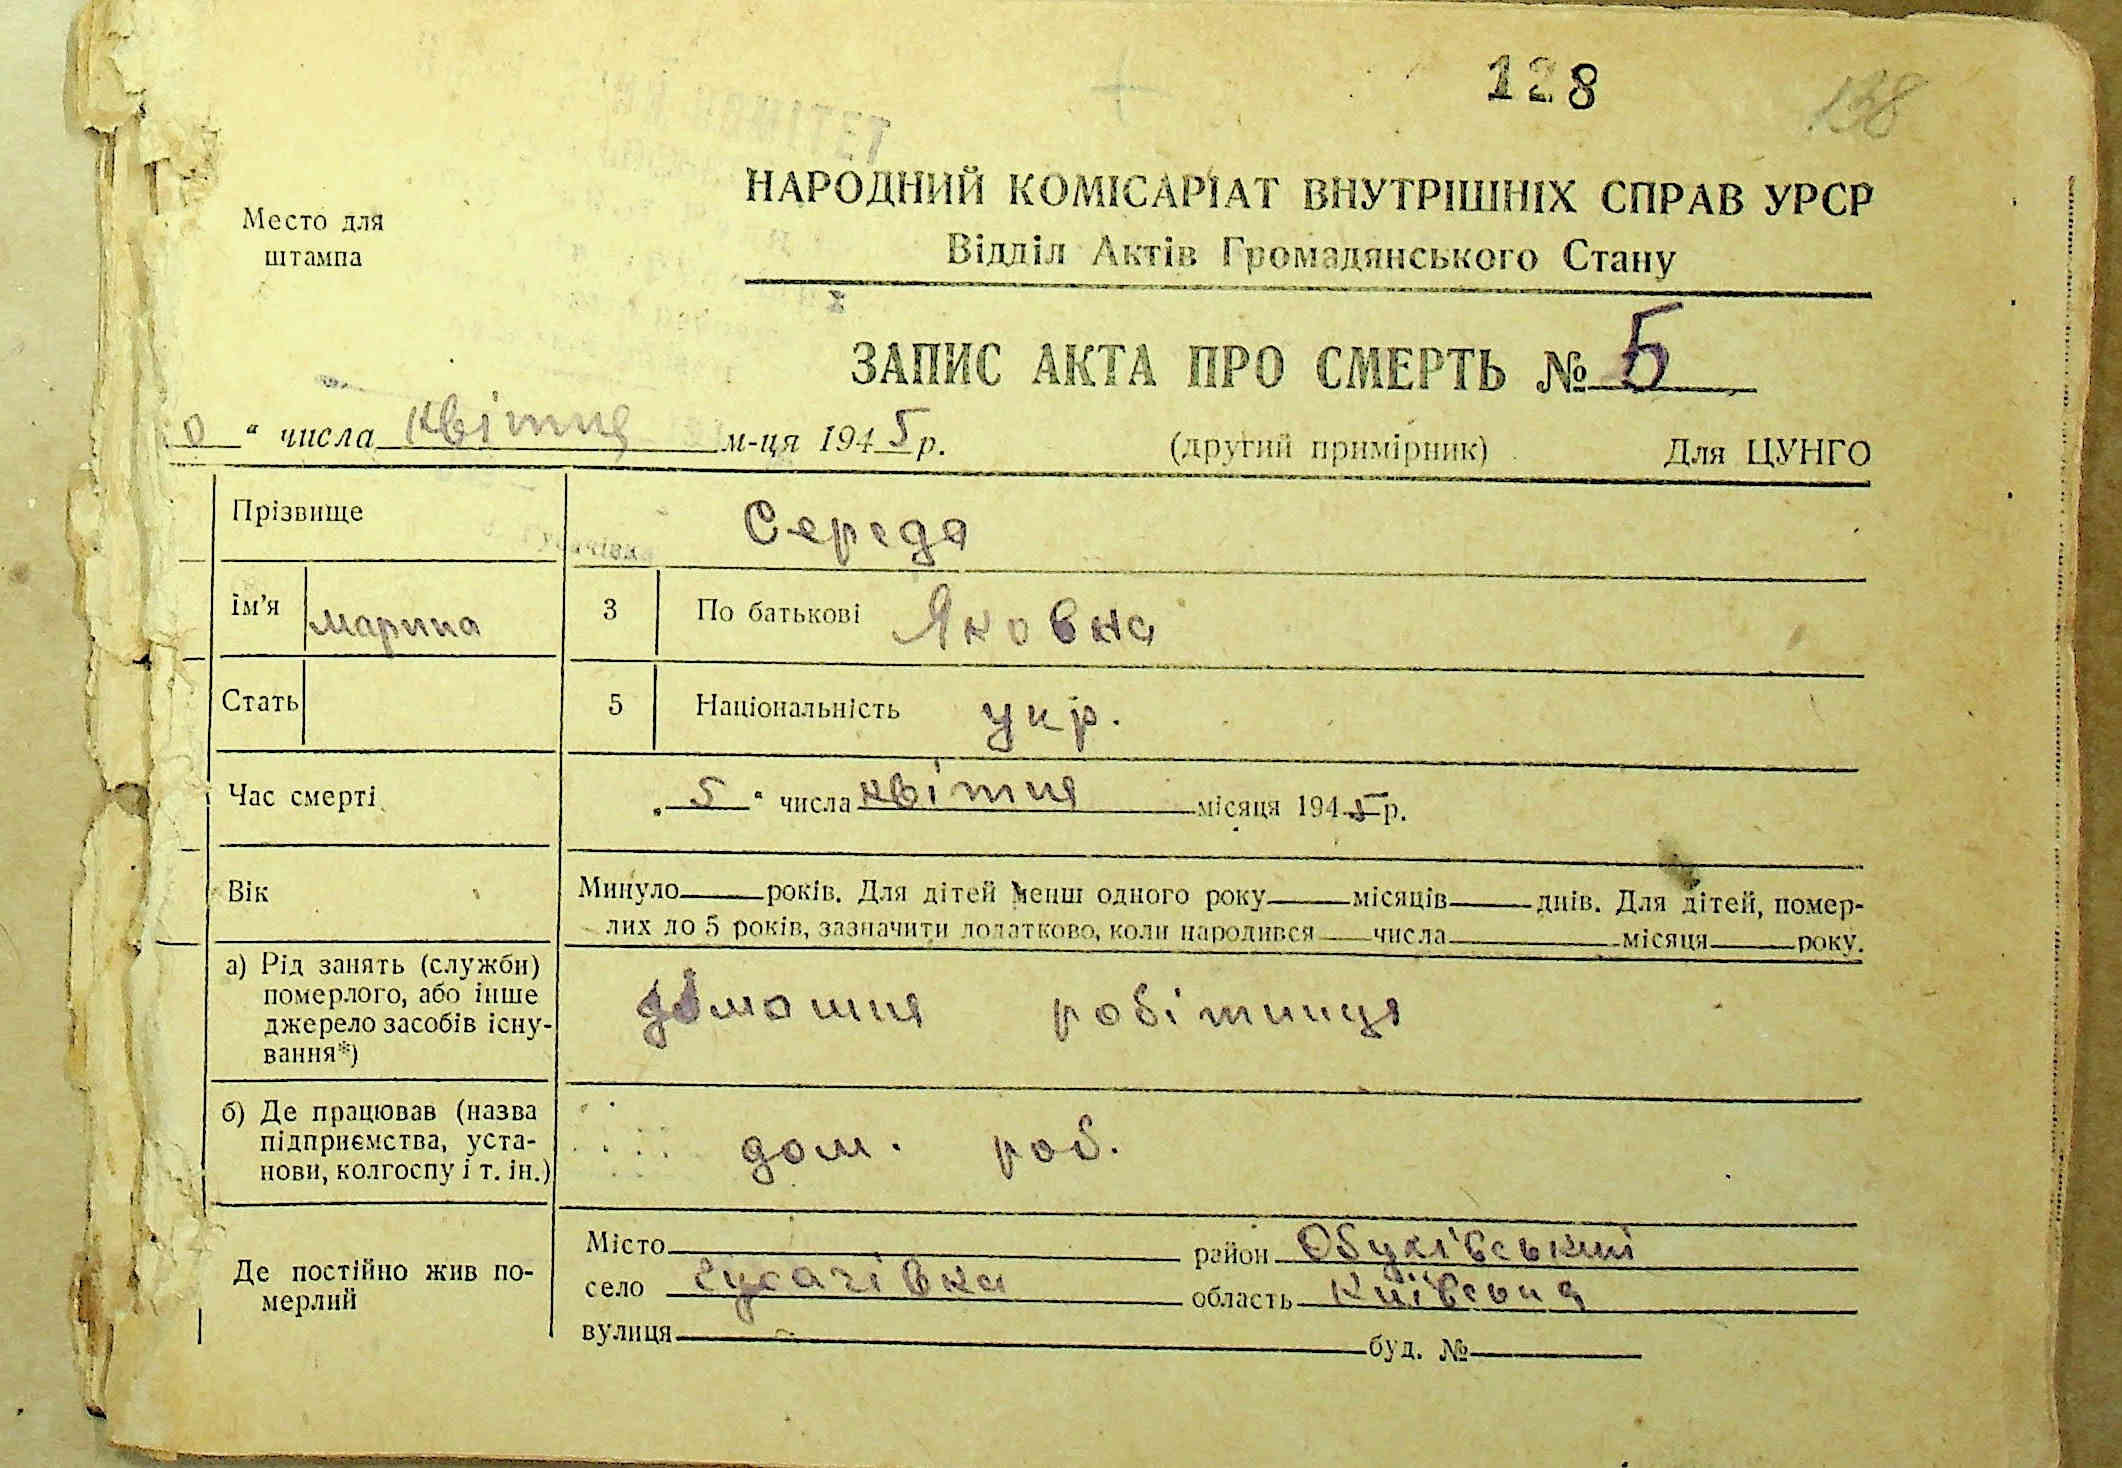 128
138
Место для
штампа
НАРОДНИЙ КОМІСАРІАТ ВНУТРІШНІХ СПРАВ УРСР
Відділ Актів Громадянського Стану
ЗАПИС АКТА ПРО СМЕРТЬ № 5
0 “ числа квітня м-ця 1945 р.
(другий примірник) Для ЦУНГО
Прізвище Середа
ім'я Марина 3 По батькові Яковна
Стать 5 Національність укр.
Час смерті „ 5 “ числа квітня місяця 1945 р.
Вік Минуло років. Для дітей менш одного року місяців днів. Для дітей, помер-
лих до 5 років, зазначити додатково, коли народився числа місяця року.
а) Рід занять (служби)
померлого, або інше
джерело засобів існу-
вання*)
домашня робітниця
б) Де працював (назва
підприємства, уста-
нови, колгоспу і т. ін.)
дом. роб.
Де постійно жив по-
мерлий
Місто район Обухівський
село Гусачівка область Київська
вулиця буд. №